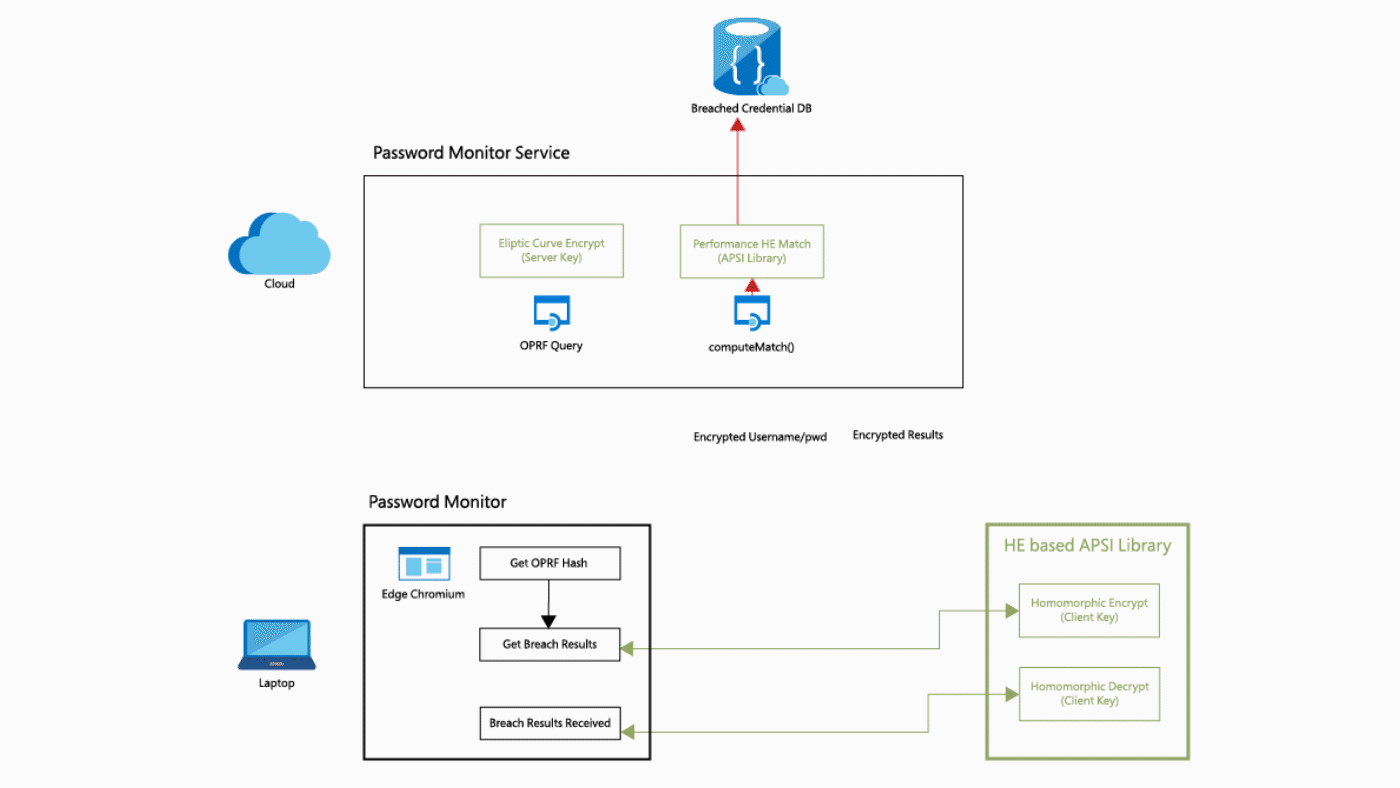 Breached Credential DB
Password Monitor Service
Eliptic Curve Encrypt
(Server Key)
Performance HE Match
(APSI Library)
Cloud
OPRF Query
computeMatch()
Encrypted Username/pwd
Encrypted Results
Password Monitor
HE based APSI Library
Get OPRF Hash
Edge Chromium
Homomorphic Encrypt
(Client Key)
Get Breach Results
Laptop
Homomorphic Decrypt
(Client Key)
Breach Results Received